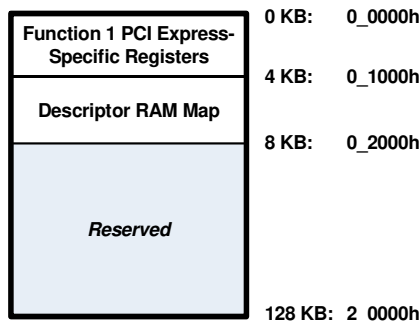 0 KB: 0_0000h
Function 1 PCI Express-
Specific Registers
4 KB: 0_1000h
Descriptor RAM Map
8 KB: 0_2000h
Reserved
128 KB: 2_0000h